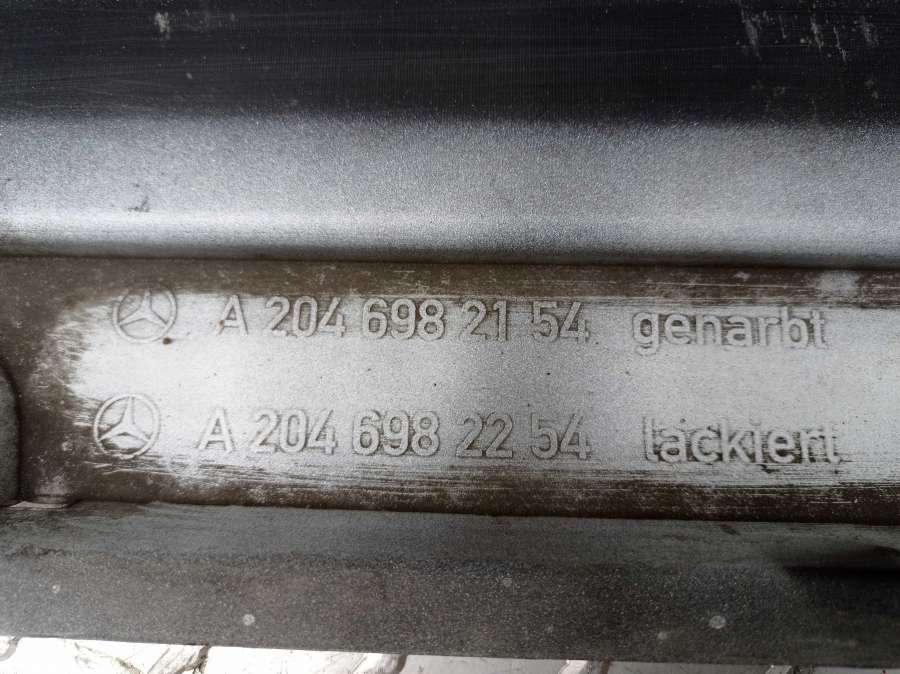 A 204 698 21 54 genarbt
A 204 698 22 54 lackiert